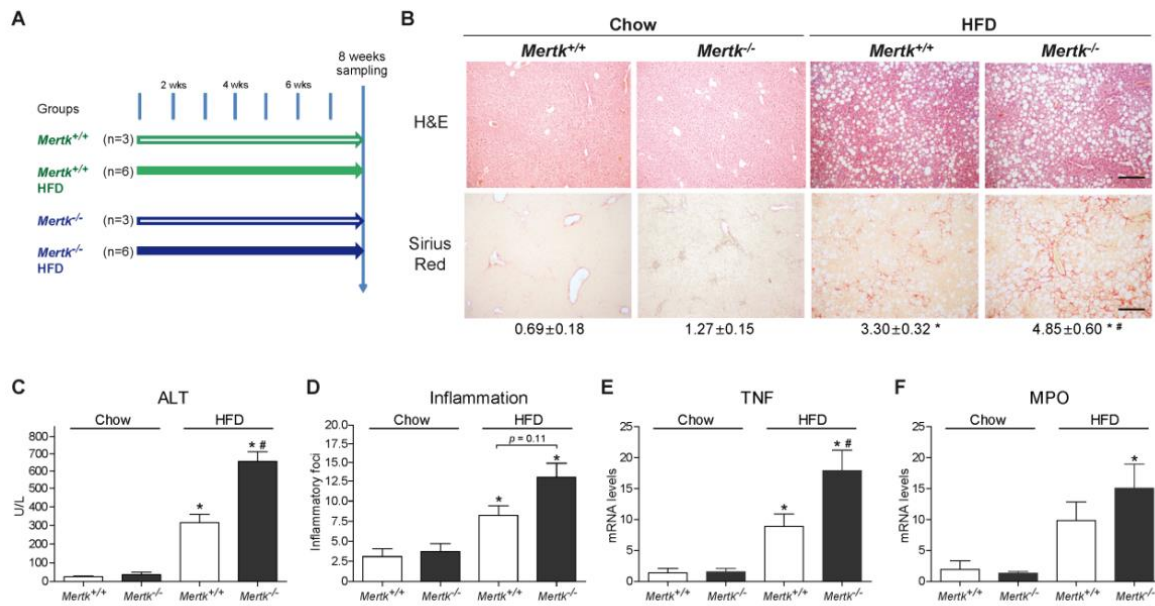 A
8 weeks
sampling
2 wks 4 wks 6 wks
Groups
Mertk+/+ (n=3)
Mertk+/+ (n=6)
HFD
Mertk-/- (n=3)
Mertk-/- (n=6)
HFD
B
Chow HFD
Mertk+/+ Mertk-/- Mertk+/+ Mertk-/-
H&E
Sirius
Red
0.69±0.18 1.27±0.15 3.30±0.32 * 4.85±0.60 * #
C
ALT
Chow HFD
U/L
800
700
600
500
400
300
200
100
0
*
* #
Mertk+/+ Mertk-/- Mertk+/+ Mertk-/-
D
Inflammation
Chow HFD
p = 0.11
Inflammatory foci
20.0
17.5
15.0
12.5
10.0
7.5
5.0
2.5
0
*
*
Mertk+/+ Mertk-/- Mertk+/+ Mertk-/-
E
TNF
Chow HFD
mRNA levels
25
20
15
10
5
0
*
* #
Mertk+/+ Mertk-/- Mertk+/+ Mertk-/-
F
MPO
Chow HFD
mRNA levels
25
20
15
10
5
0
*
Mertk+/+ Mertk-/- Mertk+/+ Mertk-/-